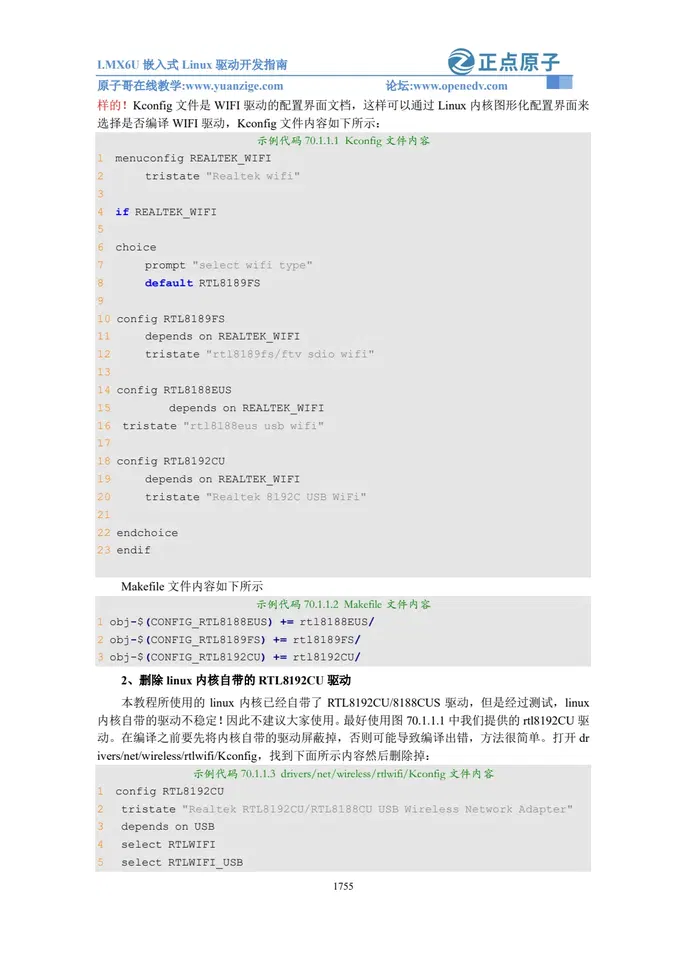 I.MX6U 嵌入式 Linux 驱动开发指南
正点原子
原子哥在线教学:www.yuanzige.com 论坛:www.openedv.com
样的！Kconfig 文件是 WIFI 驱动的配置界面文档，这样可以通过 Linux 内核图形化配置界面来
选择是否编译 WIFI 驱动，Kconfig 文件内容如下所示：
示例代码 70.1.1.1 Kconfig 文件内容
1 menuconfig REALTEK_WIFI
2 tristate "Realtek wifi"
3
4 if REALTEK_WIFI
5
6 choice
7 prompt "select wifi type"
8 default RTL8189FS
9
10 config RTL8189FS
11 depends on REALTEK_WIFI
12 tristate "rtl8189fs/ftv sdio wifi"
13
14 config RTL8188EUS
15 depends on REALTEK_WIFI
16 tristate "rtl8188eus usb wifi"
17
18 config RTL8192CU
19 depends on REALTEK_WIFI
20 tristate "Realtek 8192C USB WiFi"
21
22 endchoice
23 endif
Makefile 文件内容如下所示
示例代码 70.1.1.2 Makefile 文件内容
1 obj-$(CONFIG_RTL8188EUS) += rtl8188EUS/
2 obj-$(CONFIG_RTL8189FS) += rtl8189FS/
3 obj-$(CONFIG_RTL8192CU) += rtl8192CU/
2、删除 linux 内核自带的 RTL8192CU 驱动
本教程所使用的 linux 内核已经自带了 RTL8192CU/8188CUS 驱动，但是经过测试，linux
内核自带的驱动不稳定！因此不建议大家使用。最好使用图 70.1.1.1 中我们提供的 rtl8192CU 驱
动。在编译之前要先将内核自带的驱动屏蔽掉，否则可能导致编译出错，方法很简单。打开 dr
ivers/net/wireless/rtlwifi/Kconfig，找到下面所示内容然后删除掉：
示例代码 70.1.1.3 drivers/net/wireless/rtlwifi/Kconfig 文件内容
1 config RTL8192CU
2 tristate "Realtek RTL8192CU/RTL8188CU USB Wireless Network Adapter"
3 depends on USB
4 select RTLWIFI
5 select RTLWIFI_USB
1755